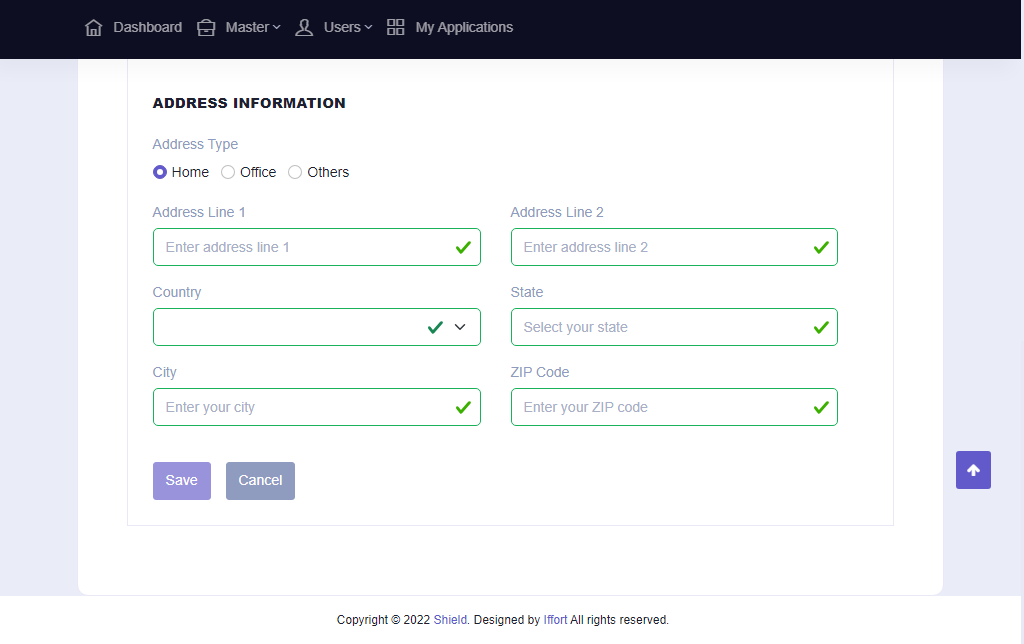 Dashboard Master Users My Applications
ADDRESS INFORMATION
Address Type
Home Office Others
Address Line 1 Address Line 2
Enter address line 1 Enter address line 2
Country State
Select your state
City ZIP Code
Enter your city Enter your ZIP code
Save Cancel
Copyright © 2022 Shield. Designed by Iffort All rights reserved.